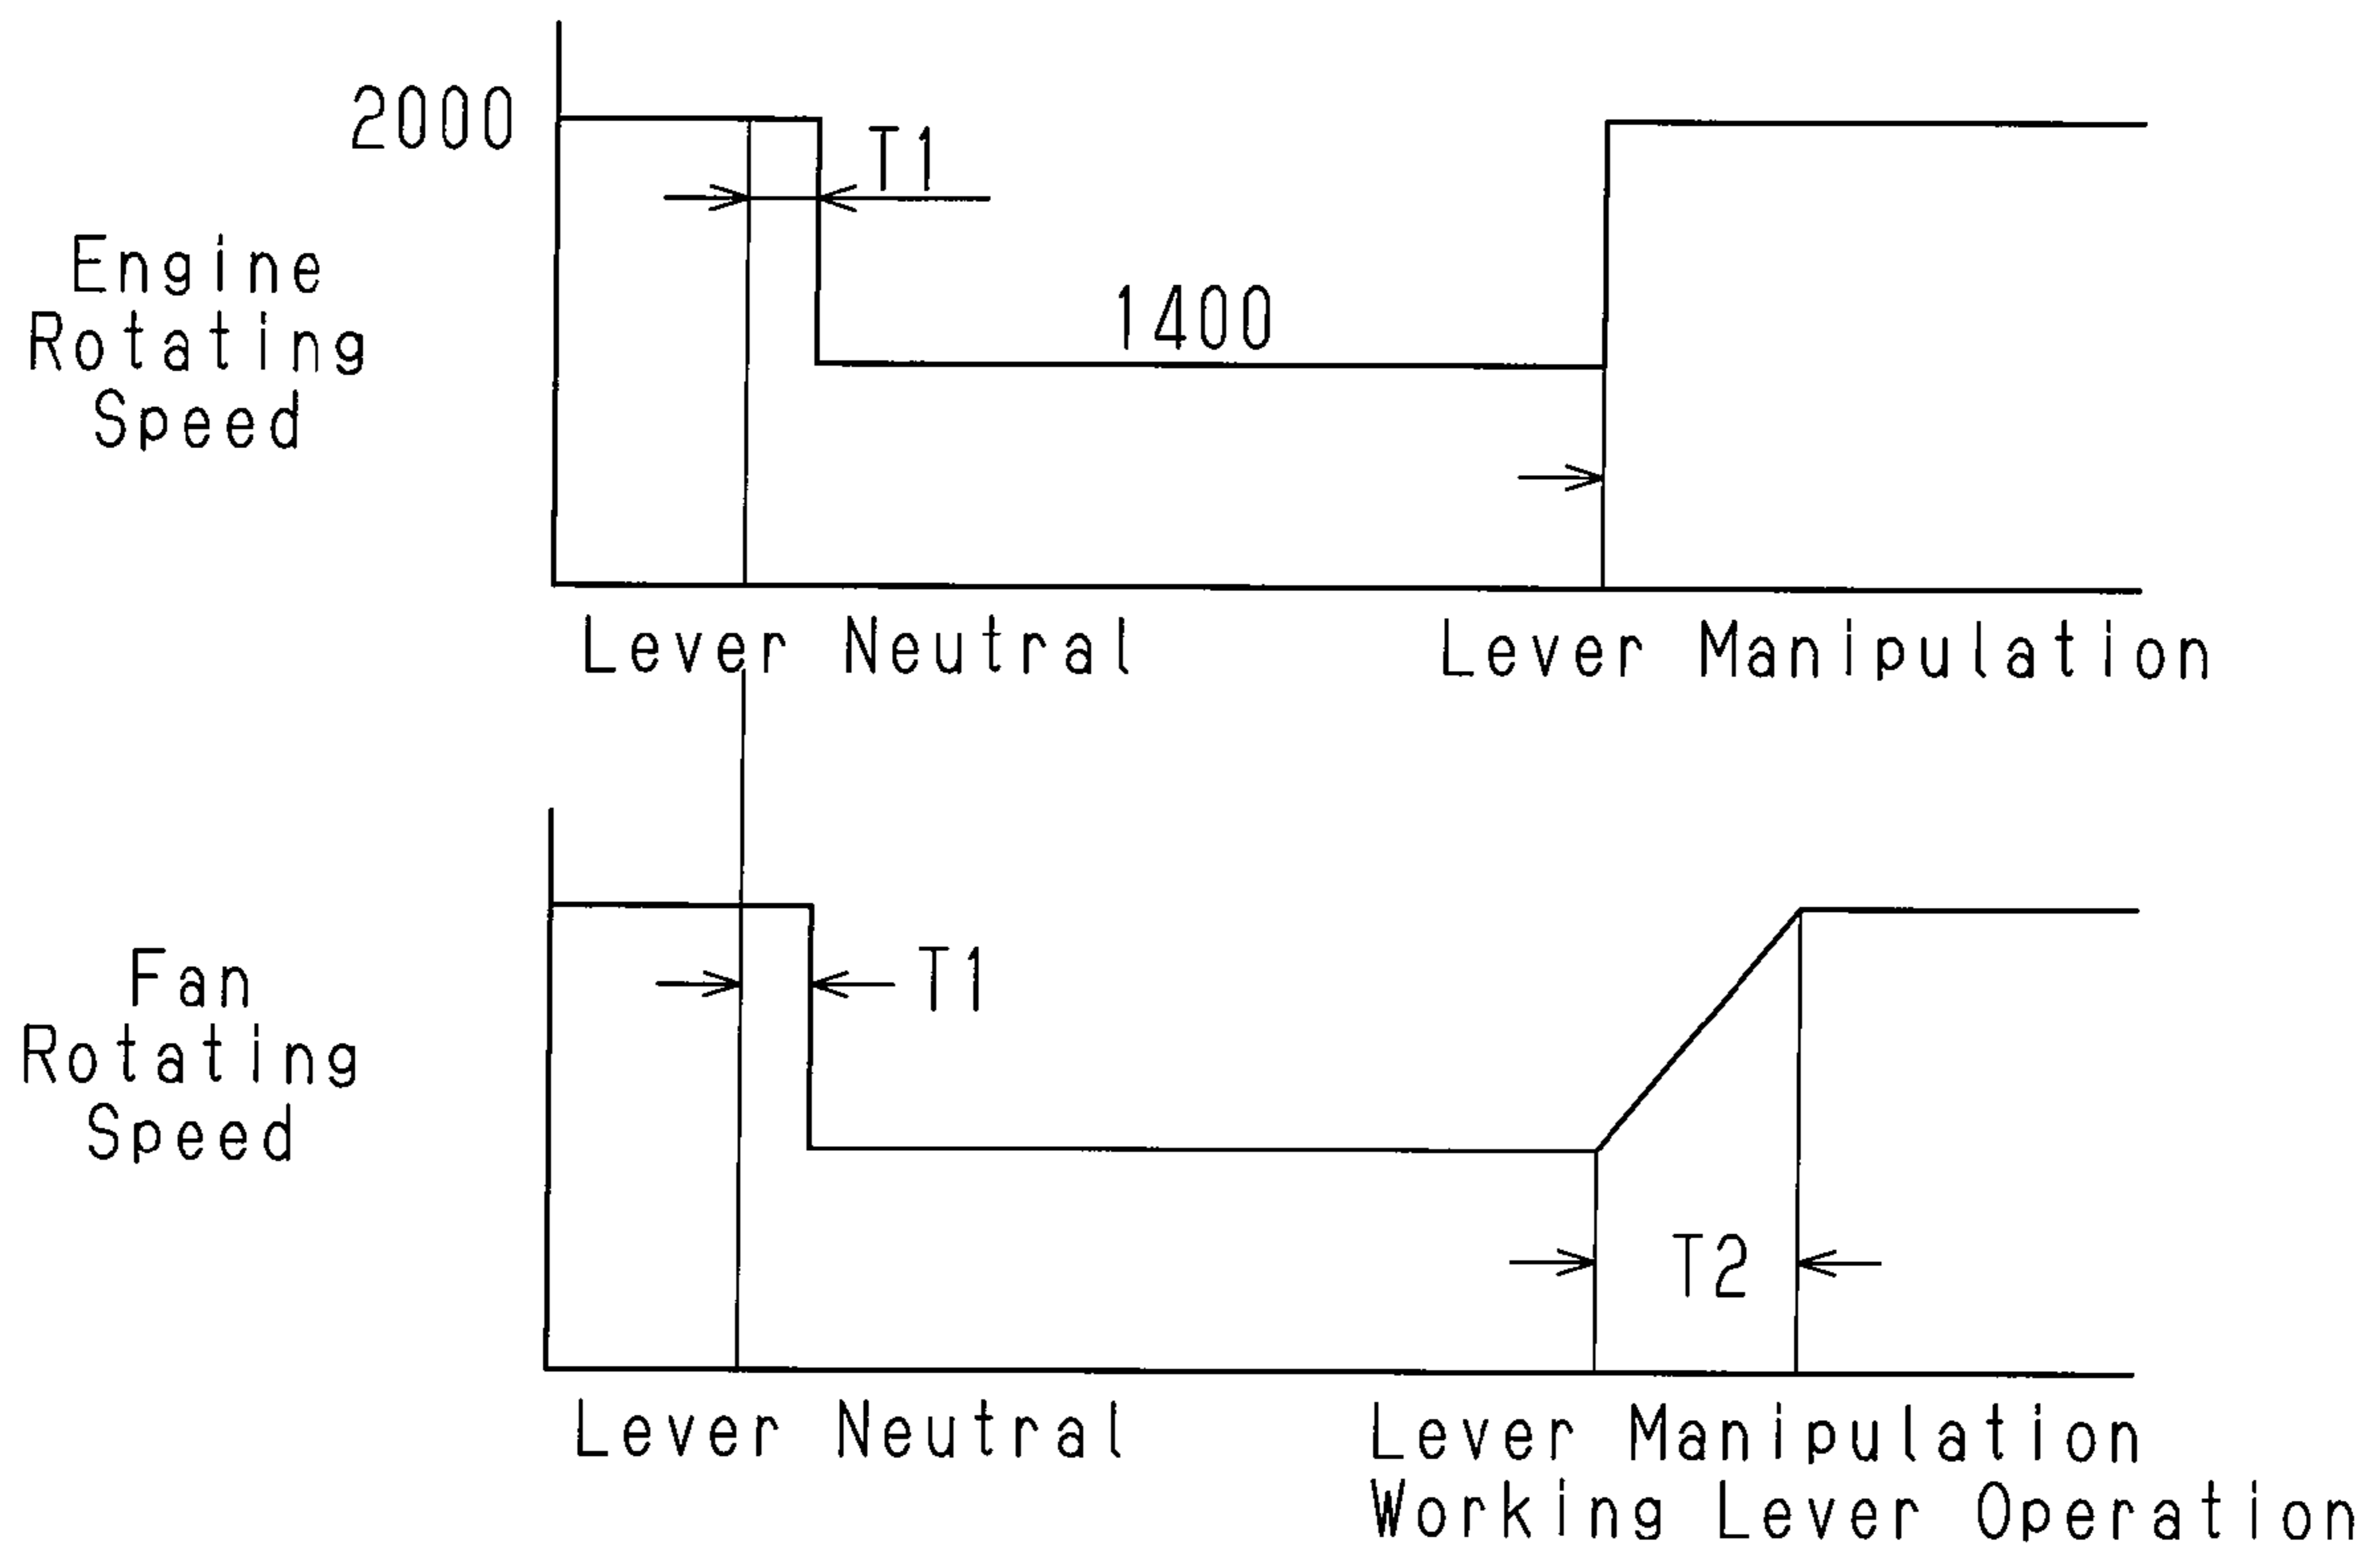 2000
T1
1400
Engine
Rotating
Speed
Lever Neutral
Lever Manipulation
Fan
Rotating
Speed
T1
T2
Lever Neutral
Lever Manipulation
Working Lever Operation